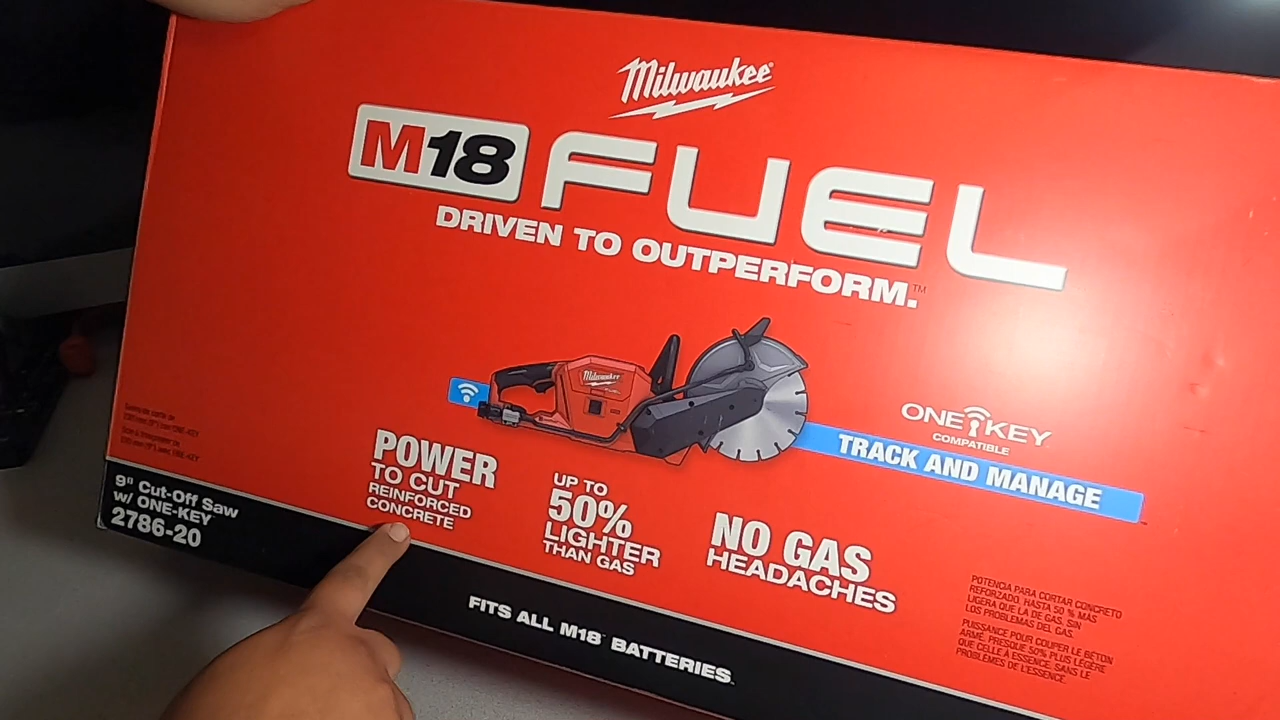 Milwaukee
M18 FUEL
DRIVEN TO OUTPERFORM.™
Milwaukee
ONE KEY
COMPATIBLE
TRACK AND MANAGE
POWER
TO CUT
REINFORCED
CONCRETE
UP TO
50%
LIGHTER
THAN GAS
NO GAS
HEADACHES
9" Cut-Off Saw
w/ ONE-KEY
2786-20
POTENCIA PARA CORTAR CONCRETO
REFORZADO. HASTA 50 % MÁS
LIGERA QUE LA DE GAS. SIN
LOS PROBLEMAS DEL GAS.
PUISSANCE POUR COUPER LE BÉTON
ARMÉ. PRESQUE 50% PLUS LÉGÈRE
QUE CELLE À ESSENCE. SANS LE
PROBLÈMES DE L'ESSENCE.
FITS ALL M18 BATTERIES.